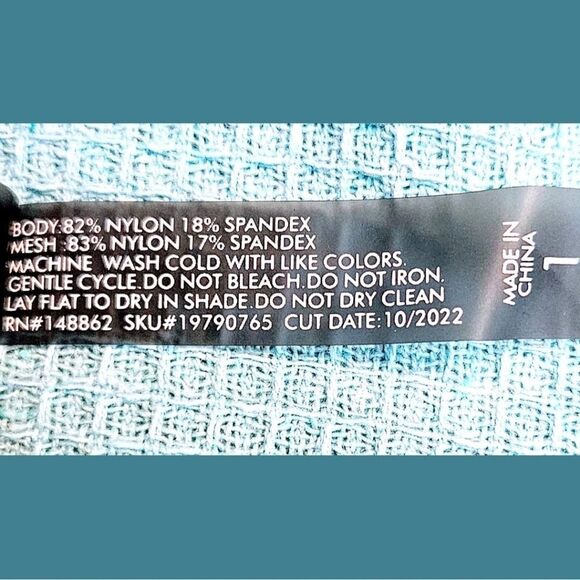 BODY:82% NYLON 18% SPANDEX
MESH :83% NYLON 17% SPANDEX
MACHINE WASH COLD WITH LIKE COLORS.
GENTLE CYCLE.DO NOT BLEACH.DO NOT IRON.
LAY FLAT TO DRY IN SHADE.DO NOT DRY CLEAN
RN#148862 SKU#19790765 CUT DATE:10/2022
MADE IN
CHINA
1